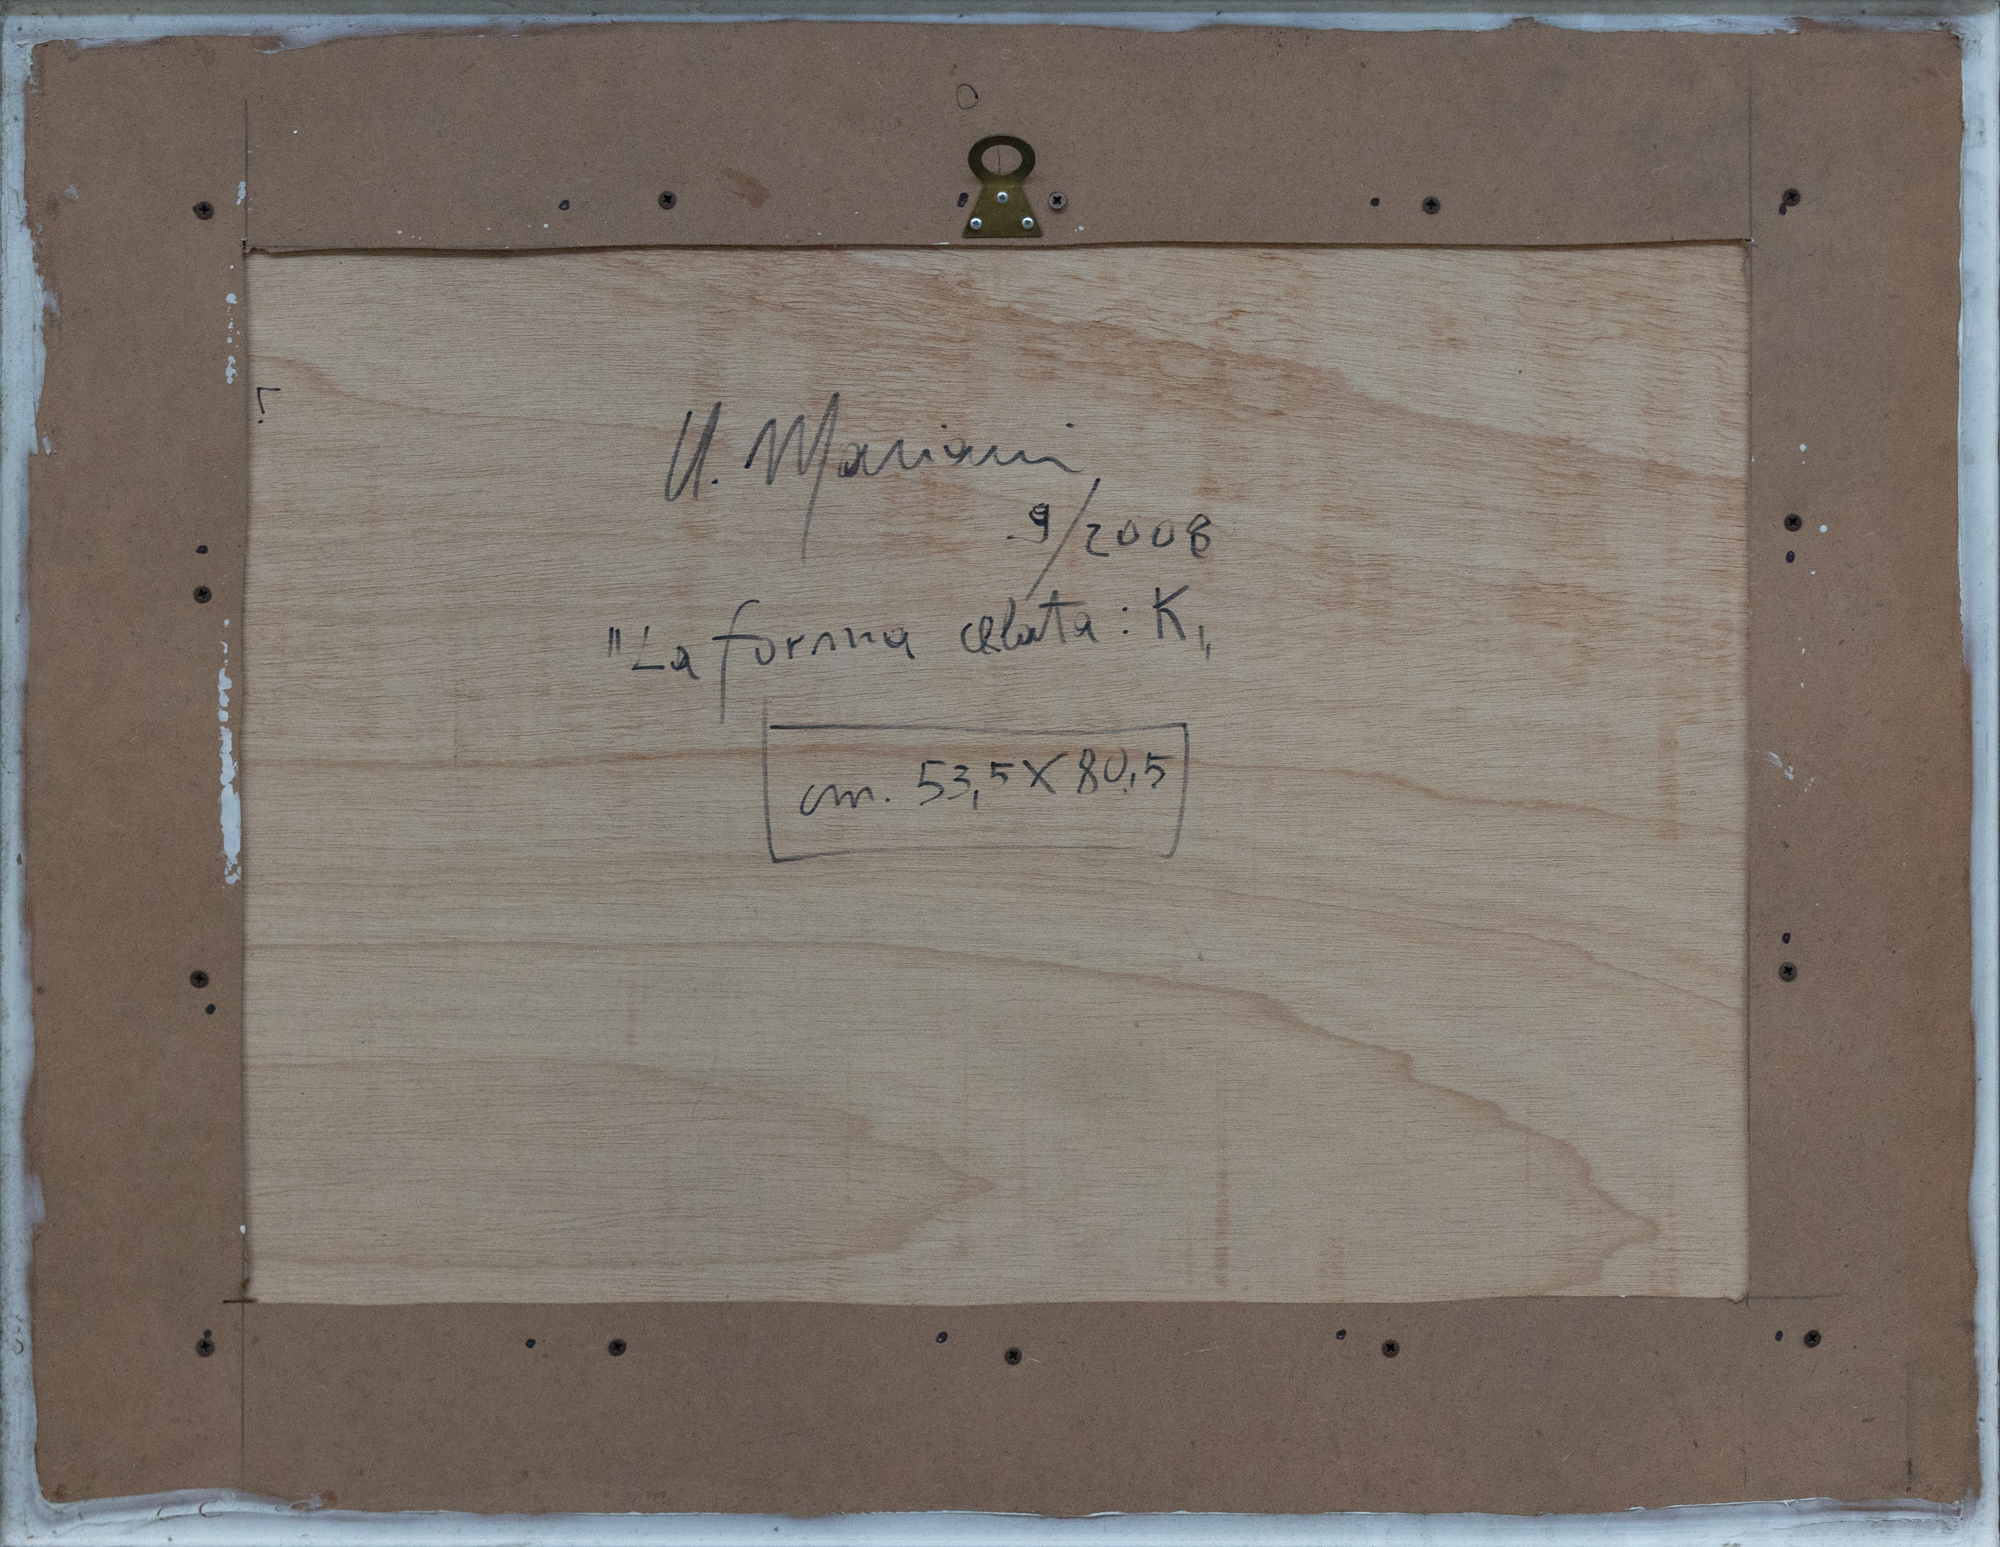 U. Mariani
9/2008
"La forma celata: K"
cm. 53,5 X 80,5